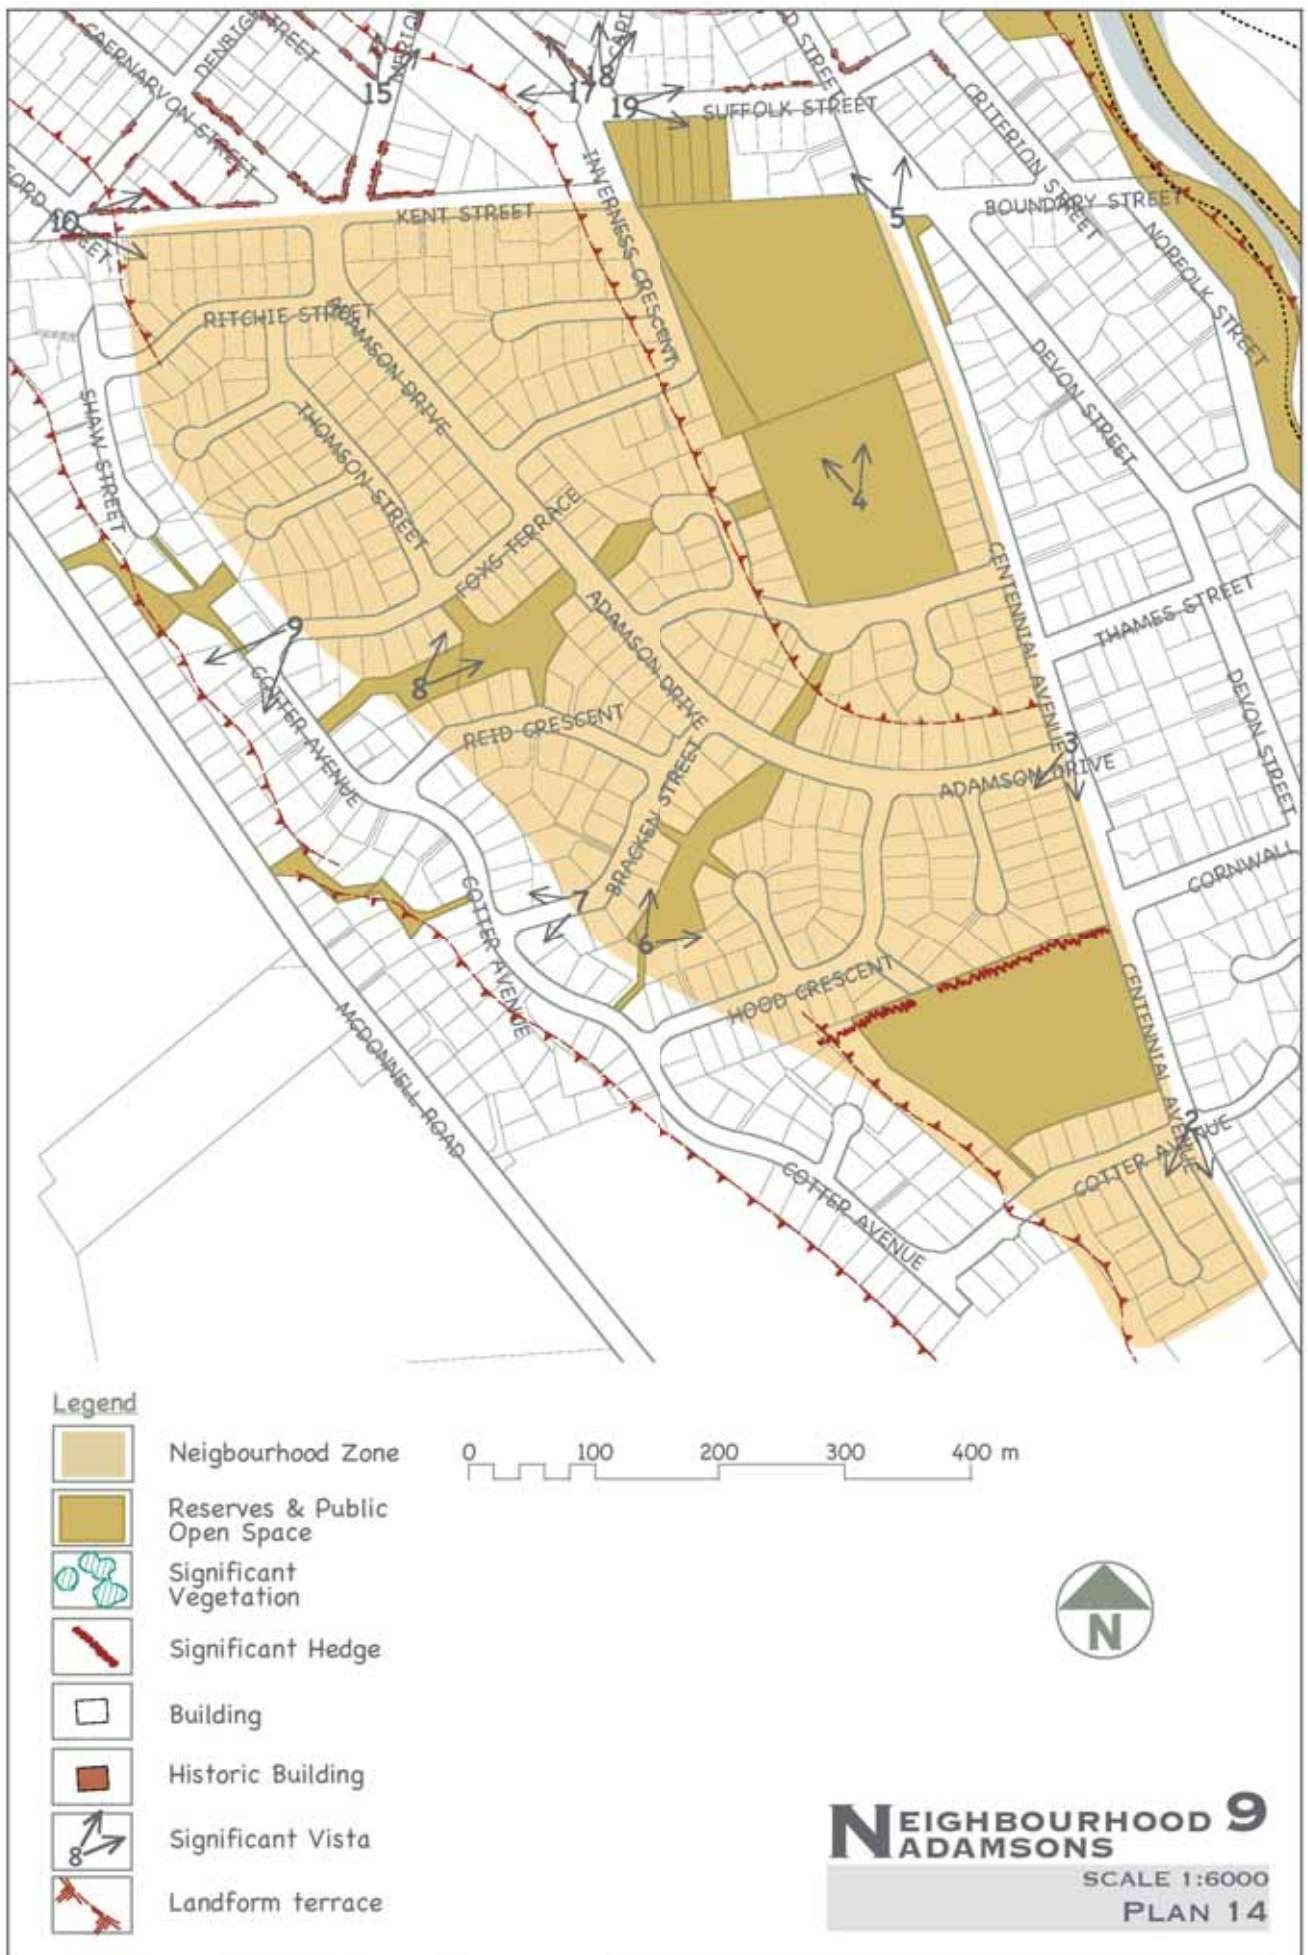 CAERNARVON STREET
STREET
15
17
18
19
SUFFOLK STREET
CRITERION STREET
STREET
10
KENT STREET
INVERNESS CRESCENT
5
BOUNDARY STREET
NORFOLK STREET
RITCHIE STREET
ADAMSON DRIVE
DEVON STREET
SHAW STREET
THOMSON STREET
4
FOXS TERRACE
CENTENNIAL AVENUE
THAMES STREET
9
ADAMSON DRIVE
8
COTTER AVENUE
REID CRESCENT
DEVON STREET
3
ADAMSON DRIVE
BRACKEN STREET
CORNWALL
7
COTTER AVENUE
6
HOOD CRESCENT
CENTENNIAL AVENUE
MCDONNELL ROAD
2
COTTER AVENUE
COTTER AVENUE
Legend
Neigbourhood Zone
0 100 200 300 400 m
Reserves & Public
Open Space
Significant
Vegetation
Significant Hedge
N
Building
Historic Building
8
Significant Vista
Landform terrace
NEIGHBOURHOOD 9
ADAMSONS
SCALE 1:6000
PLAN 14